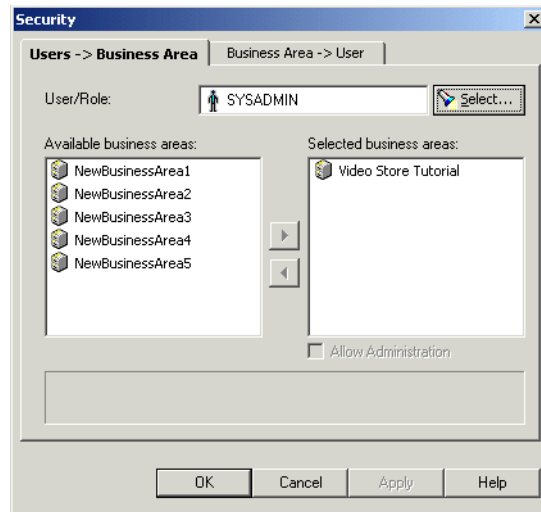 Security
Users -> Business Area
Business Area -> User
User/Role:
SYSADMIN
Select...
Available business areas:
NewBusinessArea1
NewBusinessArea2
NewBusinessArea3
NewBusinessArea4
NewBusinessArea5
Selected business areas:
Video Store Tutorial
Allow Administration
OK
Cancel
Apply
Help